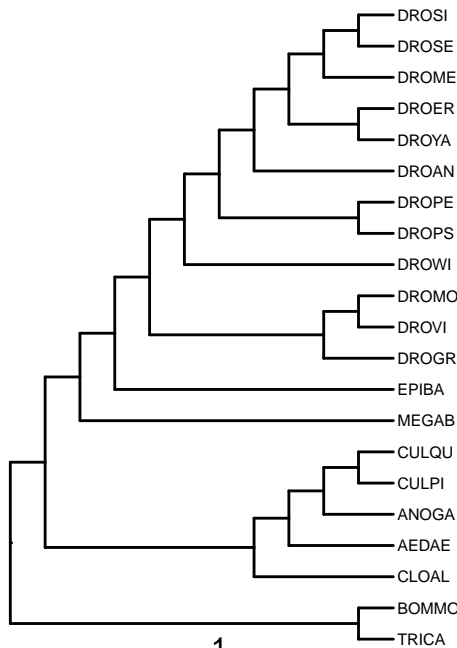 DROSI
DROSE
DROME
DROER
DROYA
DROAN
DROPE
DROPS
DROWI
DROMO
DROVI
DROGR
EPIBA
MEGAB
CULQU
CULPI
ANOGA
AEDAE
CLOAL
BOMMO
TRICA
1